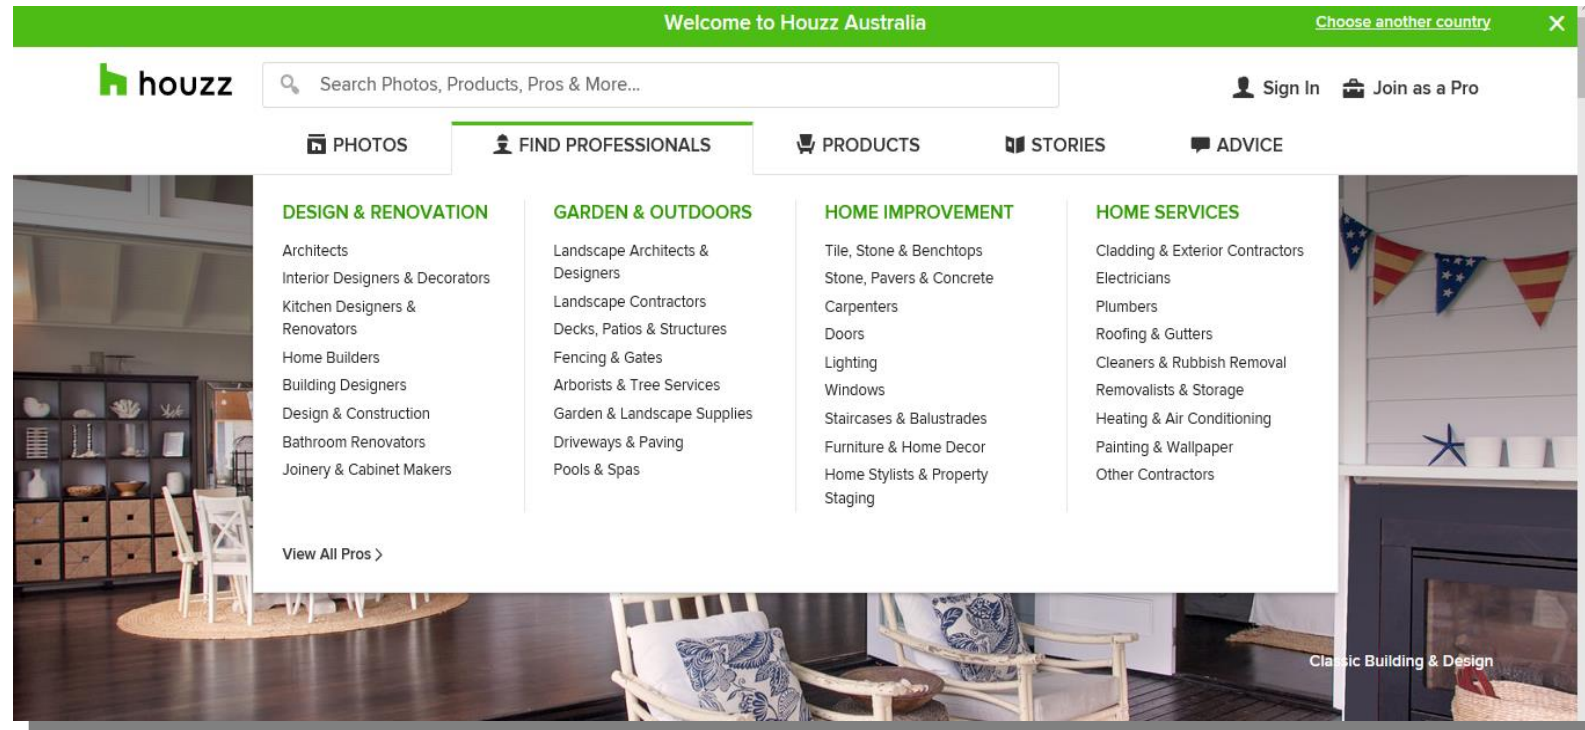 Welcome to Houzz Australia
Choose another country
houzz
Search Photos, Products, Pros & More...
Sign In
Join as a Pro
PHOTOS
FIND PROFESSIONALS
PRODUCTS
STORIES
ADVICE
DESIGN & RENOVATION
Architects
Interior Designers & Decorators
Kitchen Designers &
Renovators
Home Builders
Building Designers
Design & Construction
Bathroom Renovators
Joinery & Cabinet Makers
GARDEN & OUTDOORS
Landscape Architects &
Designers
Landscape Contractors
Decks, Patios & Structures
Fencing & Gates
Arborists & Tree Services
Garden & Landscape Supplies
Driveways & Paving
Pools & Spas
HOME IMPROVEMENT
Tile, Stone & Benchtops
Stone, Pavers & Concrete
Carpenters
Doors
Lighting
Windows
Staircases & Balustrades
Furniture & Home Decor
Home Stylists & Property
Staging
HOME SERVICES
Cladding & Exterior Contractors
Electricians
Plumbers
Roofing & Gutters
Cleaners & Rubbish Removal
Removalists & Storage
Heating & Air Conditioning
Painting & Wallpaper
Other Contractors
View All Pros >
Classic Building & Design